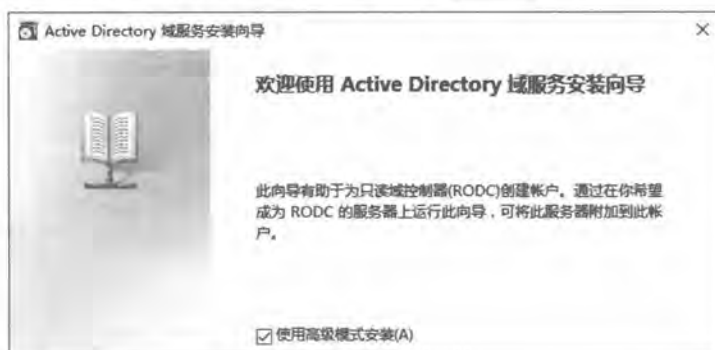 Active Directory 域服务安装向导
欢迎使用 Active Directory 域服务安装向导
此向导有助于为只读域控制器(RODC)创建帐户。通过在你希望
成为 RODC 的服务器上运行此向导，可将此服务器附加到此帐
户。
使用高级模式安装(A)